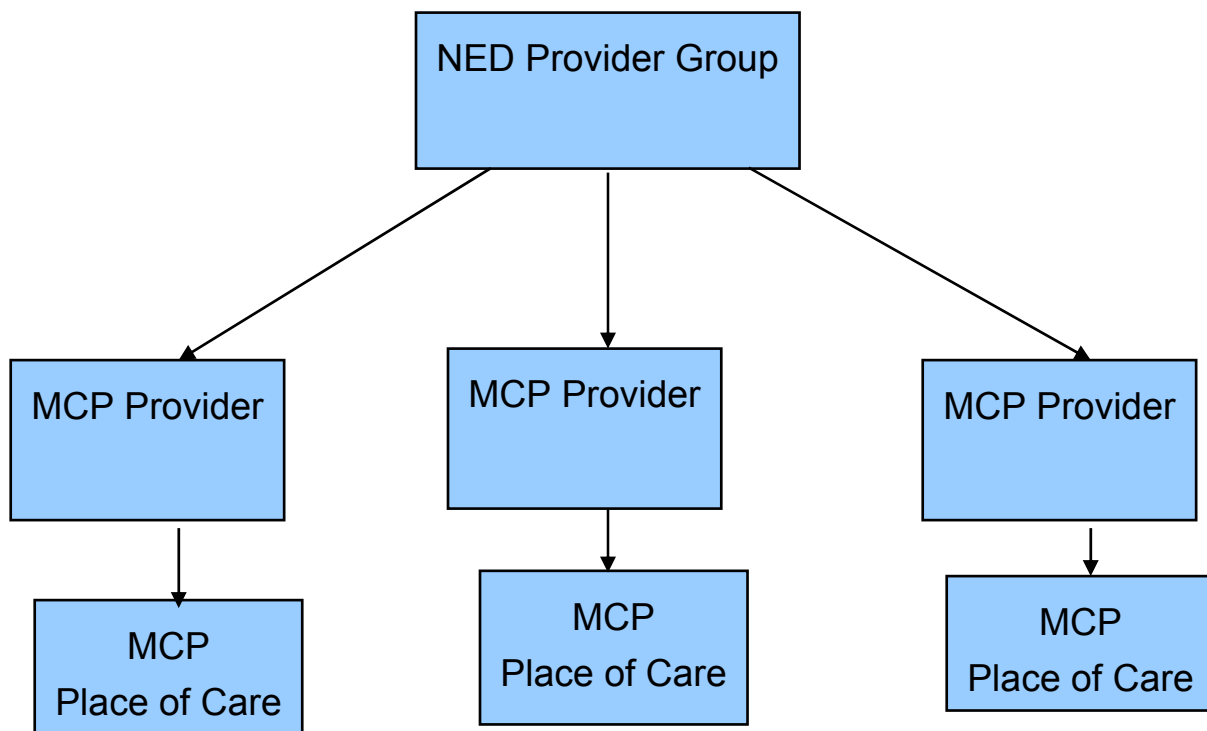 NED Provider Group
MCP Provider
MCP Provider
MCP Provider
MCP
Place of Care
MCP
Place of Care
MCP
Place of Care